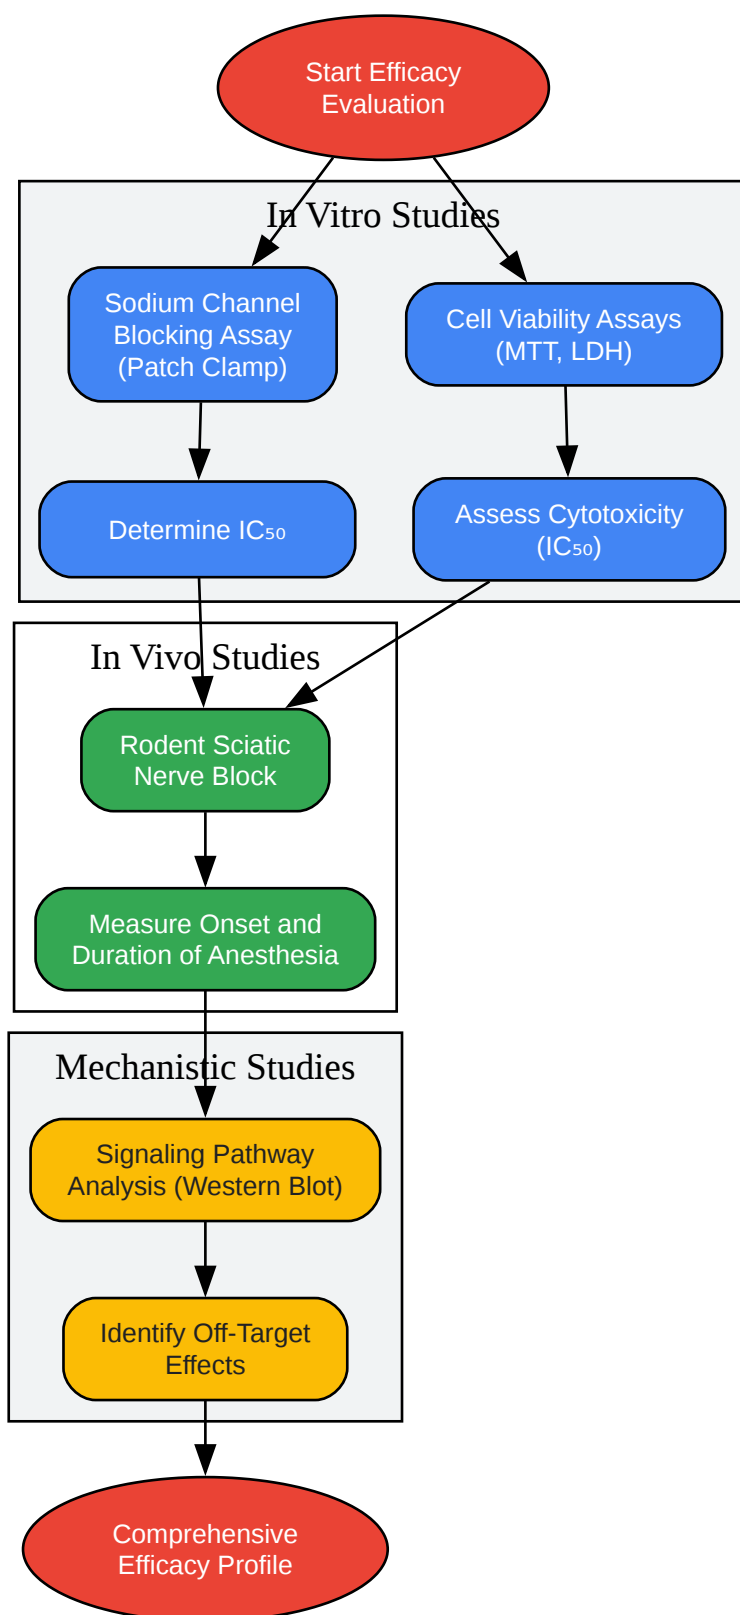 Start Efficacy
Evaluation
In Vitro Studies
Sodium Channel
Blocking Assay
(Patch Clamp)
Cell Viability Assays
(MTT, LDH)
Determine IC₅₀
Assess Cytotoxicity
(IC₅₀)
In Vivo Studies
Rodent Sciatic
Nerve Block
Measure Onset and
Duration of Anesthesia
Mechanistic Studies
Signaling Pathway
Analysis (Western Blot)
Identify Off-Target
Effects
Comprehensive
Efficacy Profile